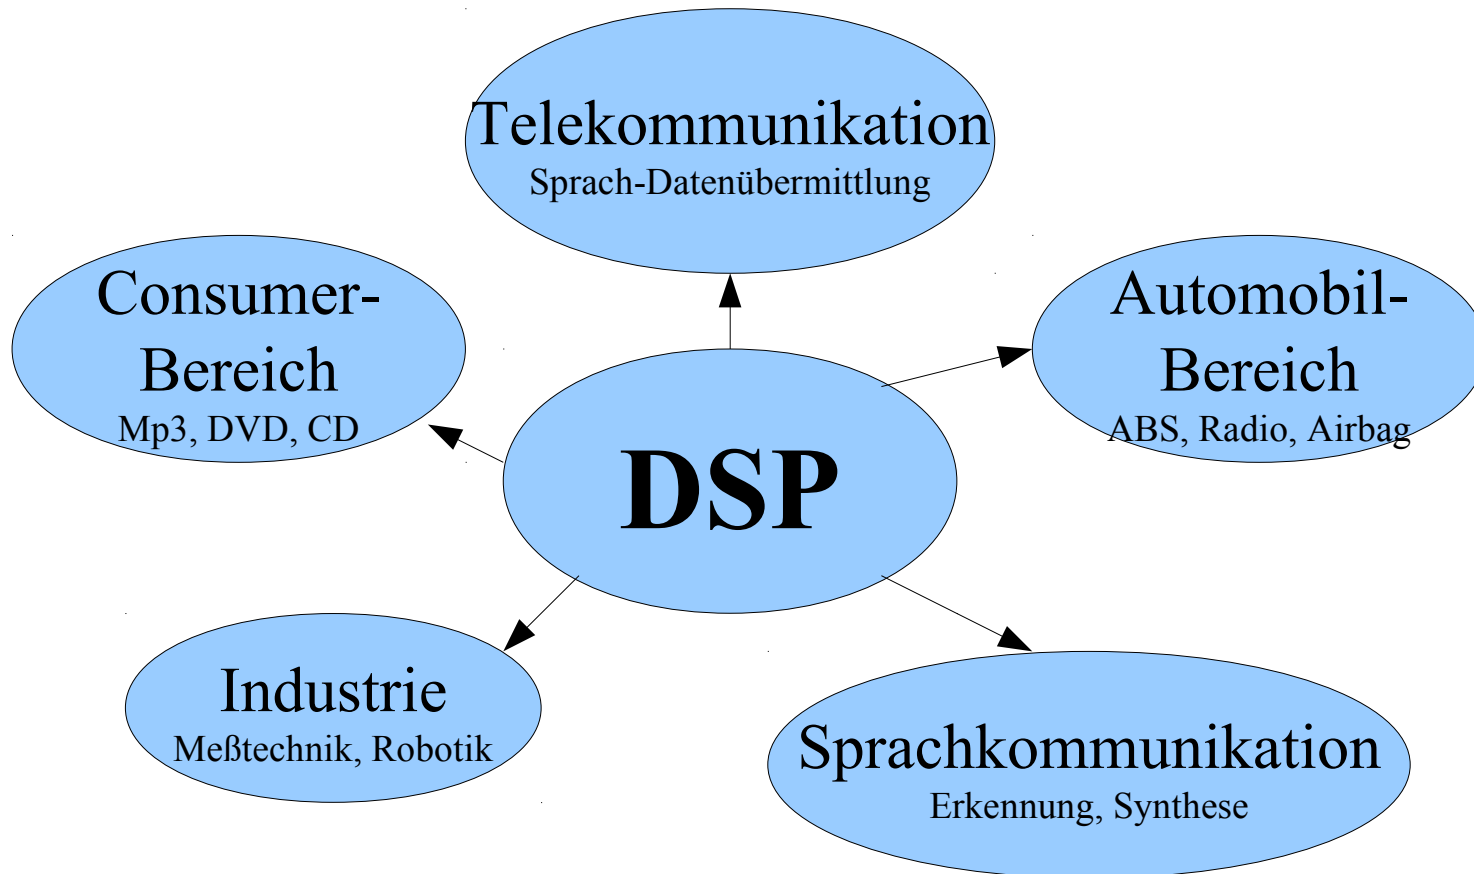 Telekommunikation
Sprach-Datenübermittlung
Consumer-
Bereich
Mp3, DVD, CD
Automobil-
Bereich
ABS, Radio, Airbag
DSP
Industrie
Meßtechnik, Robotik
Sprachkommunikation
Erkennung, Synthese